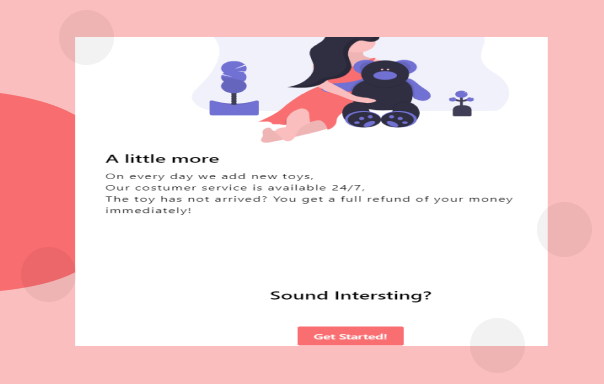 A little more
On every day we add new toys,
Our costumer service is available 24/7.
The toy has not arrived? You get a full refund of your money
immediately!
Sound Intersting?
Get Started!